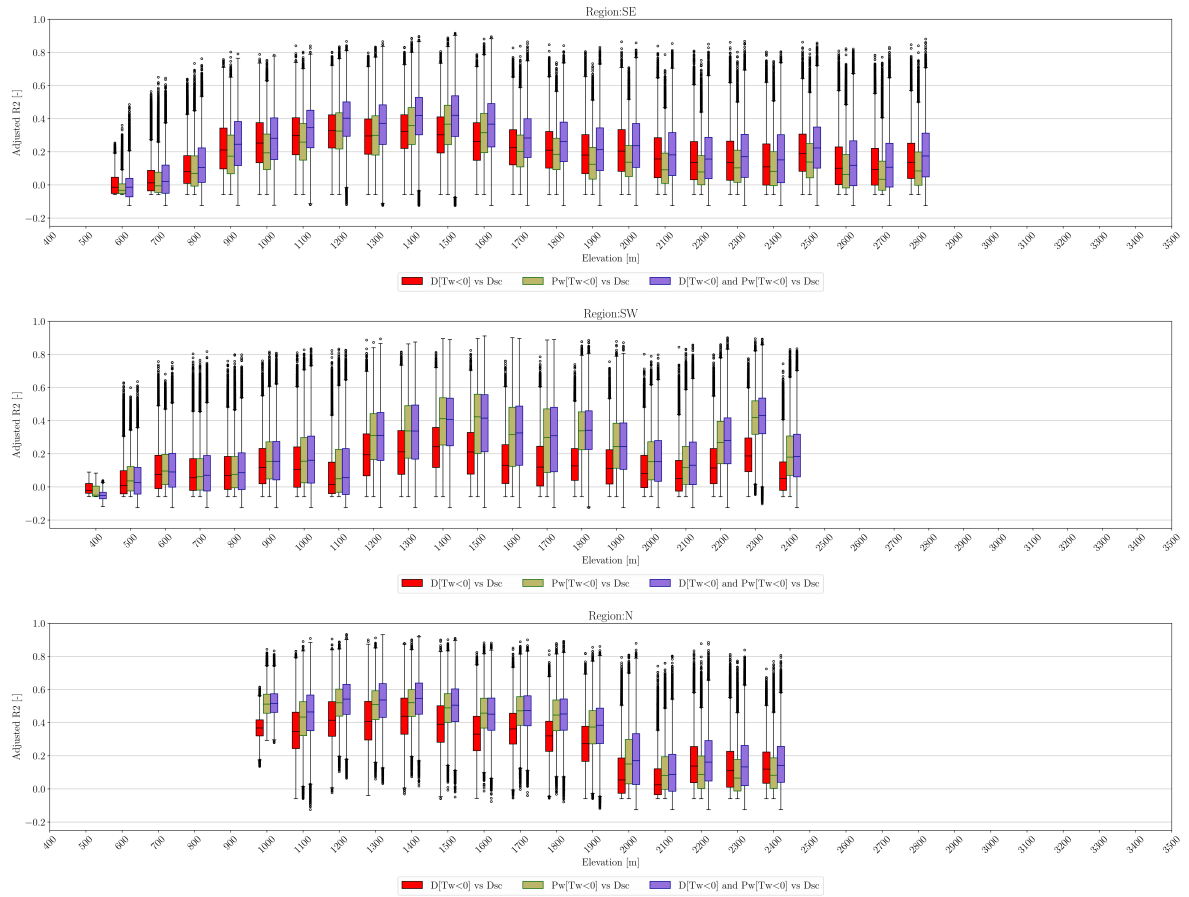 Region:SE
1.0
0.8
0.6
0.4
0.2
0.0
−0.2
Adjusted R2 [-]
400 500 600 700 800 900 1000 1100 1200 1300 1400 1500 1600 1700 1800 1900 2000 2100 2200 2300 2400 2500 2600 2700 2800 2900 3000 3100 3200 3300 3400 3500
Elevation [m]
D[Tw<0] vs Dsc Pw[Tw<0] vs Dsc D[Tw<0] and Pw[Tw<0] vs Dsc
Region:SW
1.0
0.8
0.6
0.4
0.2
0.0
−0.2
Adjusted R2 [-]
400 500 600 700 800 900 1000 1100 1200 1300 1400 1500 1600 1700 1800 1900 2000 2100 2200 2300 2400 2500 2600 2700 2800 2900 3000 3100 3200 3300 3400 3500
Elevation [m]
D[Tw<0] vs Dsc Pw[Tw<0] vs Dsc D[Tw<0] and Pw[Tw<0] vs Dsc
Region:N
1.0
0.8
0.6
0.4
0.2
0.0
−0.2
Adjusted R2 [-]
400 500 600 700 800 900 1000 1100 1200 1300 1400 1500 1600 1700 1800 1900 2000 2100 2200 2300 2400 2500 2600 2700 2800 2900 3000 3100 3200 3300 3400 3500
Elevation [m]
D[Tw<0] vs Dsc Pw[Tw<0] vs Dsc D[Tw<0] and Pw[Tw<0] vs Dsc